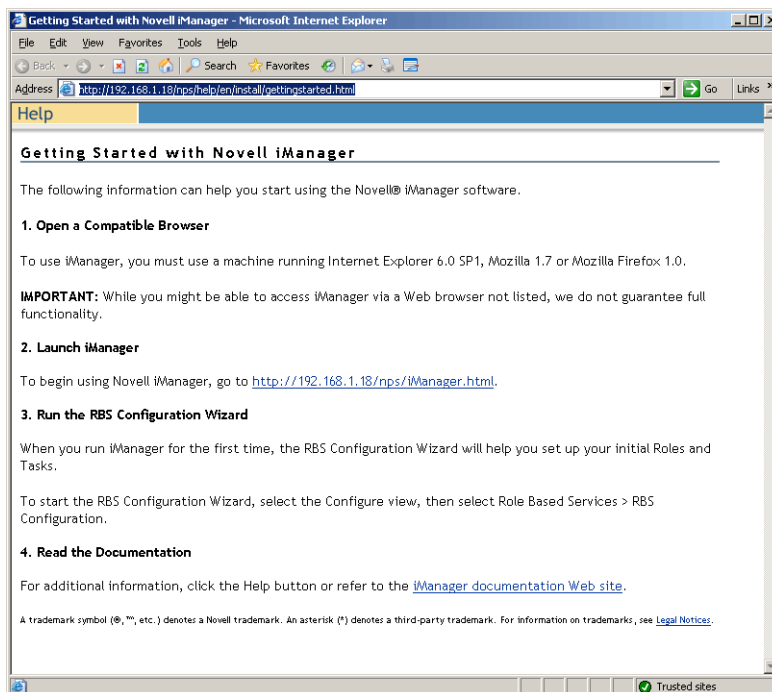 Getting Started with Novell iManager - Microsoft Internet Explorer
File Edit View Favorites Tools Help
Back Search Favorites
Address http://192.168.1.18/nps/help/en/install/gettingstarted.html Go Links »
Help
Getting Started with Novell iManager
The following information can help you start using the Novell® iManager software.
1. Open a Compatible Browser
To use iManager, you must use a machine running Internet Explorer 6.0 SP1, Mozilla 1.7 or Mozilla Firefox 1.0.
IMPORTANT: While you might be able to access iManager via a Web browser not listed, we do not guarantee full
functionality.
2. Launch iManager
To begin using Novell iManager, go to http://192.168.1.18/nps/iManager.html.
3. Run the RBS Configuration Wizard
When you run iManager for the first time, the RBS Configuration Wizard will help you set up your initial Roles and
Tasks.
To start the RBS Configuration Wizard, select the Configure view, then select Role Based Services > RBS
Configuration.
4. Read the Documentation
For additional information, click the Help button or refer to the iManager documentation Web site.
A trademark symbol (®, ™, etc.) denotes a Novell trademark. An asterisk (*) denotes a third-party trademark. For information on trademarks, see Legal Notices.
Trusted sites